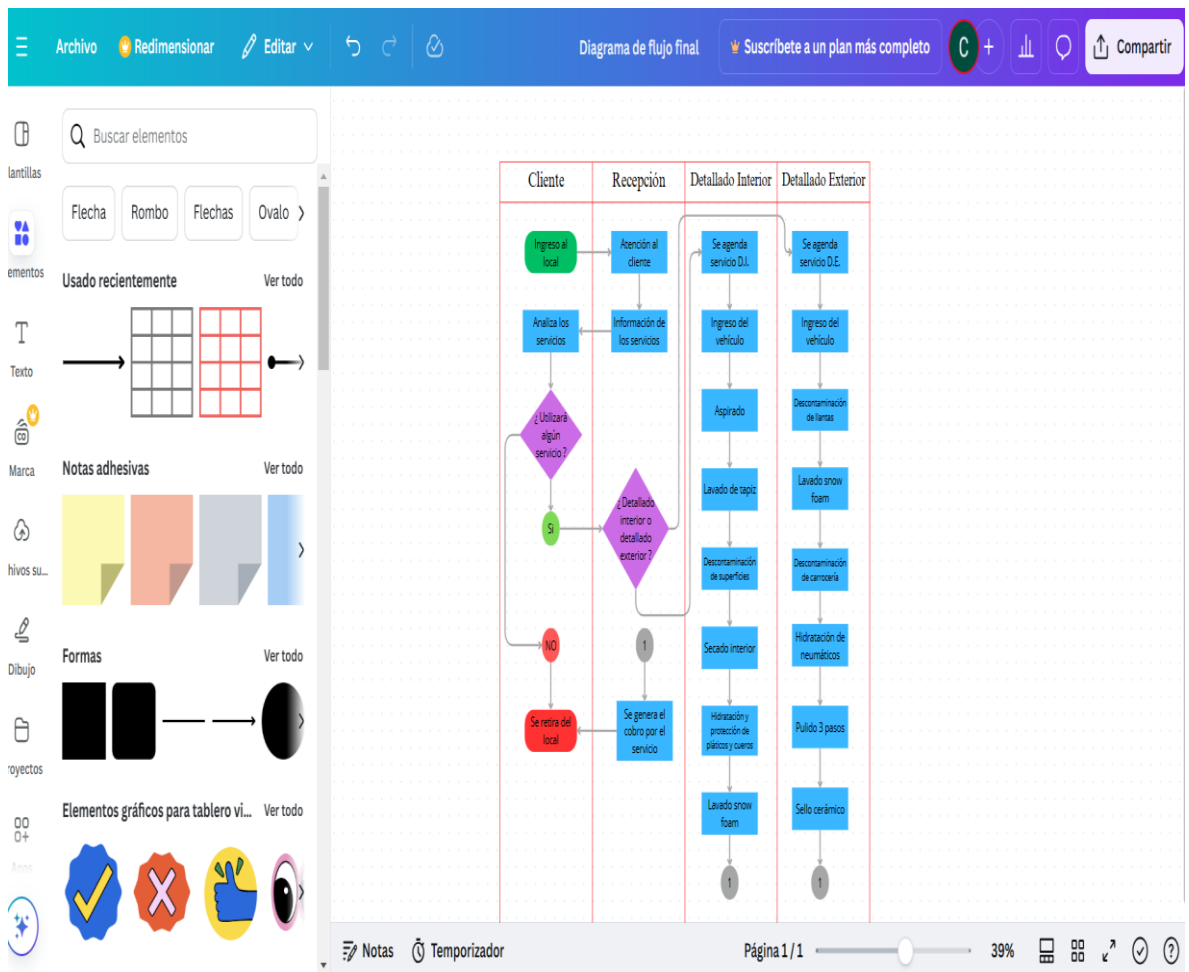 Archivo
Redimensionar
Editar
Diagrama de flujo final
Suscríbete a un plan más completo
C
+
Compartir
lantillas
ementos
Texto
Marca
hivos su...
Dibujo
royectos
Buscar elementos
Flecha
Rombo
Flechas
Ovalo
Usado recientemente
Ver todo
Notas adhesivas
Ver todo
Formas
Ver todo
Elementos gráficos para tablero vi...
Ver todo
Cliente
Recepción
Detallado Interior
Detallado Exterior
Ingreso al
local
Atención al
cliente
Se agenda
servicio D.I.
Se agenda
servicio D.E.
Analiza los
servicios
Información de
los servicios
Ingreso del
vehículo
Ingreso del
vehículo
¿ Utilizará
algún
servicio ?
Aspirado
Descontaminación
de llantas
Si
¿ Detallado
interior o
detallado
exterior ?
Lavado de tapiz
Lavado snow
foam
Descontaminación
de superficies
Descontaminación
de carrocería
NO
1
Secado interior
Hidratación de
neumáticos
Se retira del
local
Se genera el
cobro por el
servicio
Hidratación y
protección de
pláticos y cueros
Pulido 3 pasos
Lavado snow
foam
Sello cerámico
1
1
Notas
Temporizador
Página 1 / 1
39%